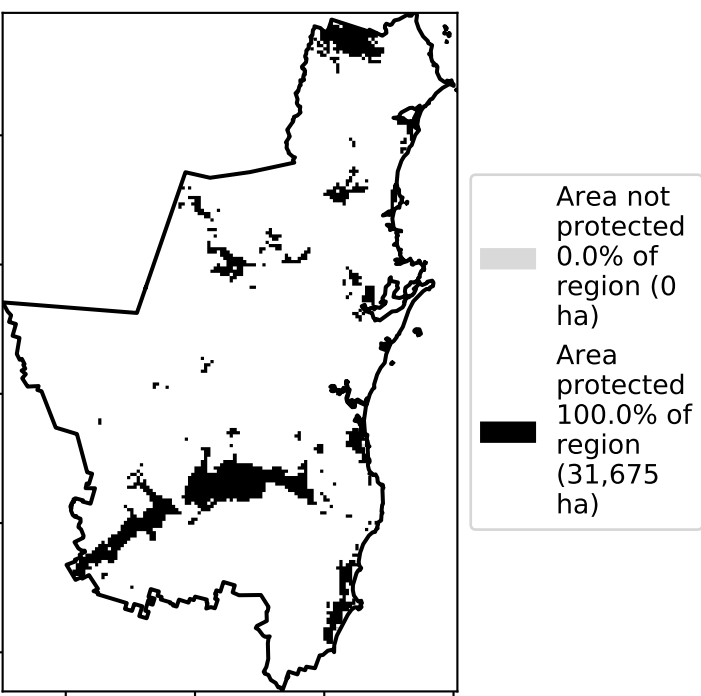 Area not
protected
0.0% of
region (0
ha)
Area
protected
100.0% of
region
(31,675
ha)